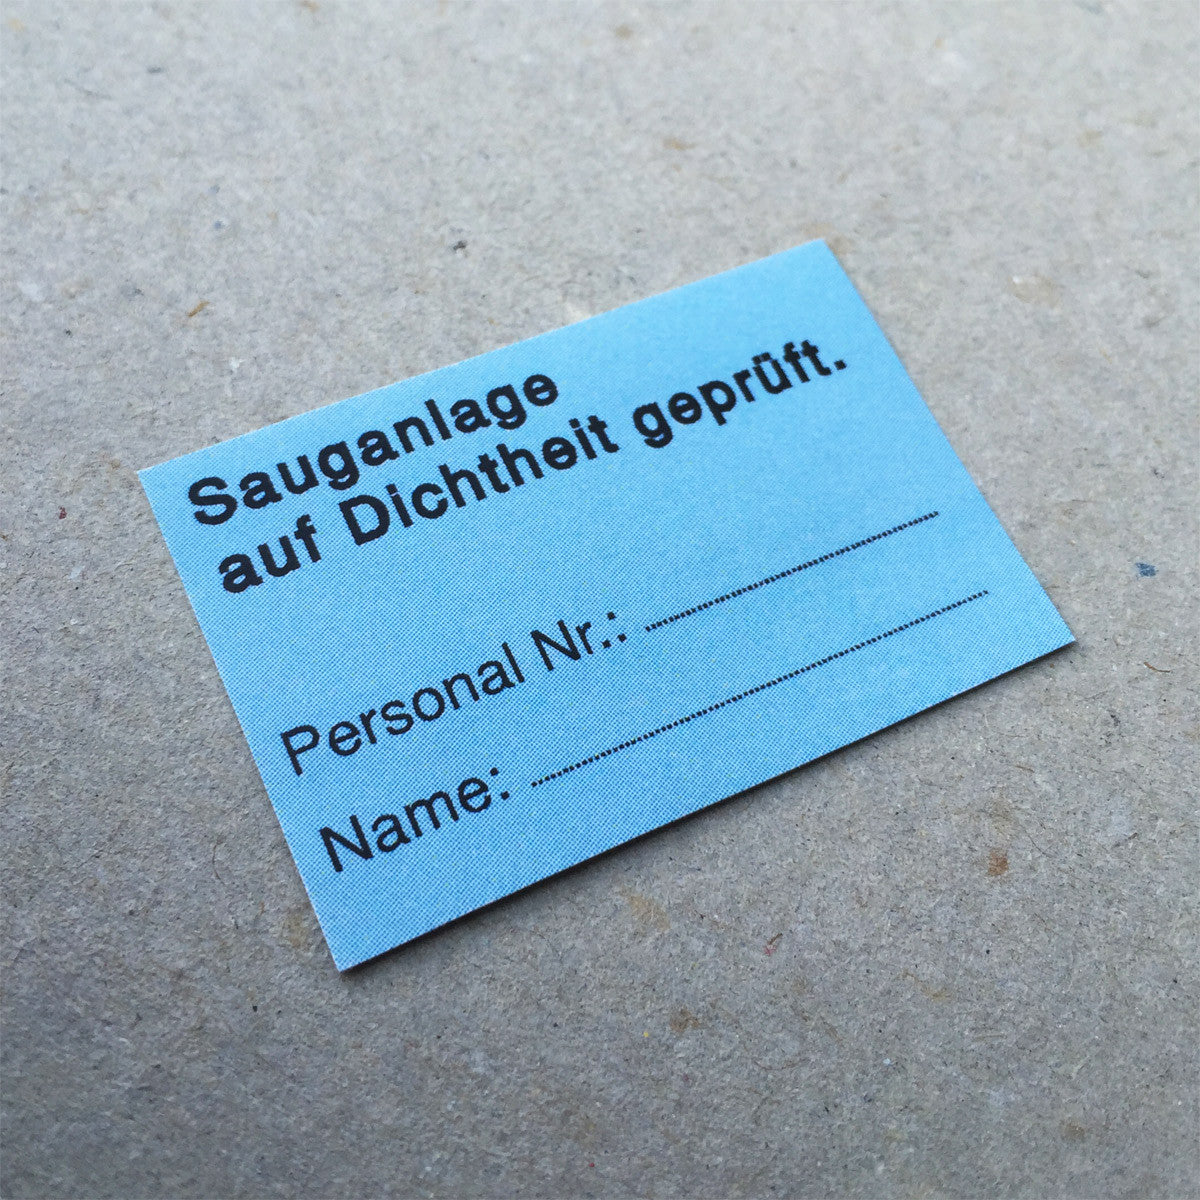 Sauganlage
auf Dichtheit geprüft.
Personal Nr.: ........................
Name: ........................